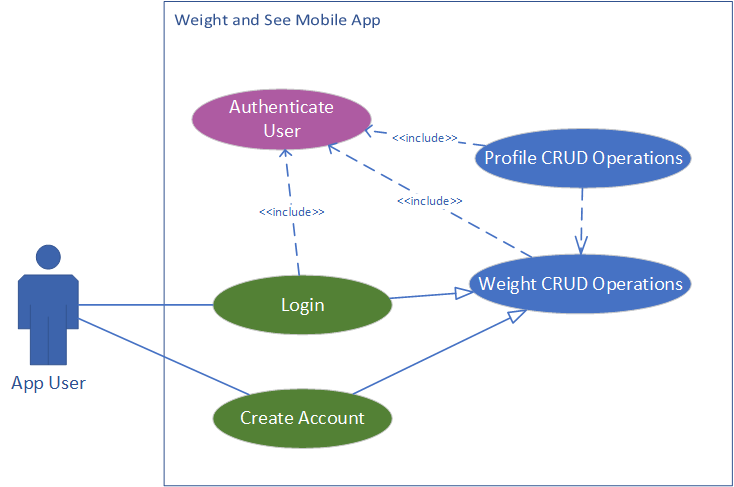 Weight and See Mobile App
Authenticate
User
<<include>>
Profile CRUD Operations
<<include>>
<<include>>
Weight CRUD Operations
Login
App User
Create Account